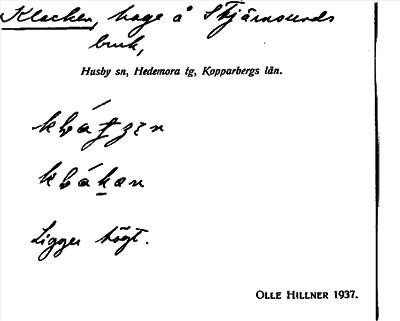 Klacken, hage å Stjärnsunds
bruk,
Husby sn, Hedemora tg, Kopparbergs län.
Ligger högt.
OLLE HILLNER 1937.